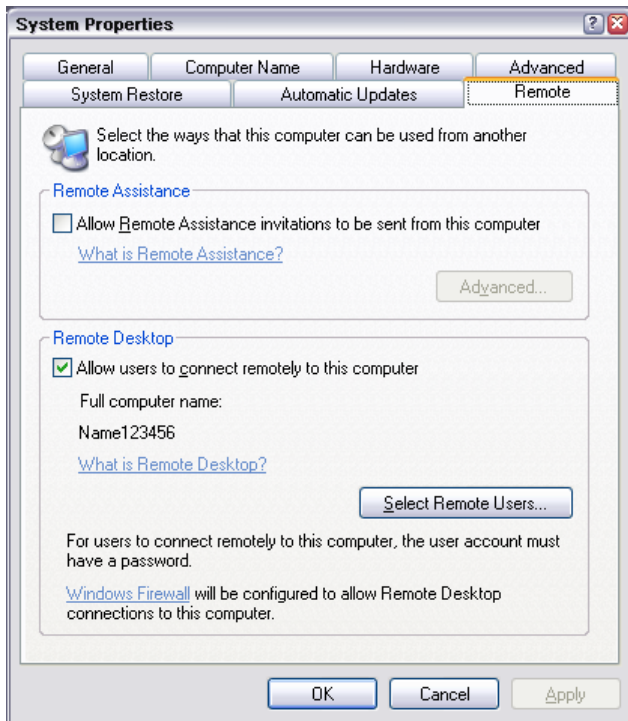 System Properties
General
Computer Name
Hardware
Advanced
System Restore
Automatic Updates
Remote
Select the ways that this computer can be used from another
location.
Remote Assistance
Allow Remote Assistance invitations to be sent from this computer
What is Remote Assistance?
Advanced...
Remote Desktop
Allow users to connect remotely to this computer
Full computer name:
Name123456
What is Remote Desktop?
Select Remote Users...
For users to connect remotely to this computer, the user account must
have a password.
Windows Firewall will be configured to allow Remote Desktop
connections to this computer.
OK
Cancel
Apply